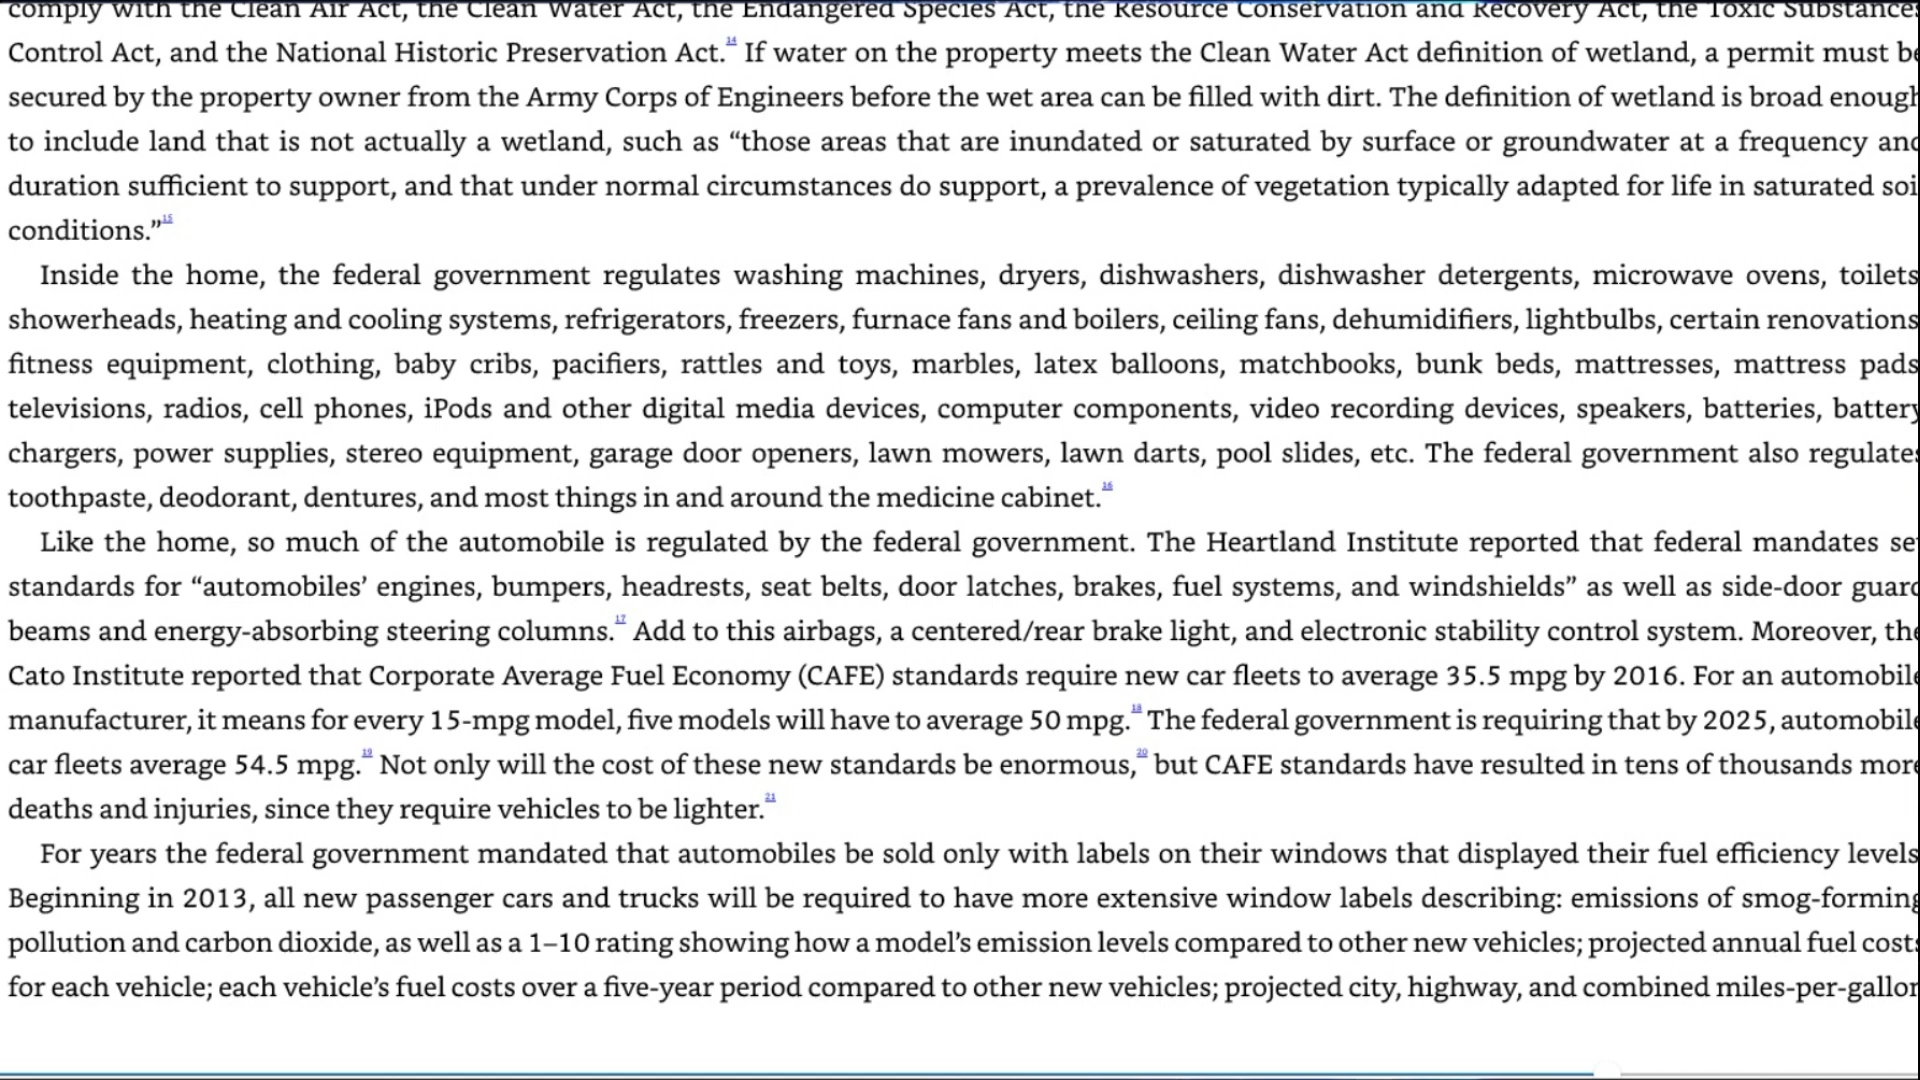 comply with the Clean Air Act, the Clean Water Act, the Endangered Species Act, the Resource Conservation and Recovery Act, the Toxic Substances
Control Act, and the National Historic Preservation Act.14 If water on the property meets the Clean Water Act definition of wetland, a permit must be
secured by the property owner from the Army Corps of Engineers before the wet area can be filled with dirt. The definition of wetland is broad enough
to include land that is not actually a wetland, such as “those areas that are inundated or saturated by surface or groundwater at a frequency and
duration sufficient to support, and that under normal circumstances do support, a prevalence of vegetation typically adapted for life in saturated soi
conditions.”15
Inside the home, the federal government regulates washing machines, dryers, dishwashers, dishwasher detergents, microwave ovens, toilets
showerheads, heating and cooling systems, refrigerators, freezers, furnace fans and boilers, ceiling fans, dehumidifiers, lightbulbs, certain renovations
fitness equipment, clothing, baby cribs, pacifiers, rattles and toys, marbles, latex balloons, matchbooks, bunk beds, mattresses, mattress pads
televisions, radios, cell phones, iPods and other digital media devices, computer components, video recording devices, speakers, batteries, battery
chargers, power supplies, stereo equipment, garage door openers, lawn mowers, lawn darts, pool slides, etc. The federal government also regulates
toothpaste, deodorant, dentures, and most things in and around the medicine cabinet.16
Like the home, so much of the automobile is regulated by the federal government. The Heartland Institute reported that federal mandates set
standards for “automobiles’ engines, bumpers, headrests, seat belts, door latches, brakes, fuel systems, and windshields” as well as side-door guard
beams and energy-absorbing steering columns.17 Add to this airbags, a centered/rear brake light, and electronic stability control system. Moreover, the
Cato Institute reported that Corporate Average Fuel Economy (CAFE) standards require new car fleets to average 35.5 mpg by 2016. For an automobile
manufacturer, it means for every 15-mpg model, five models will have to average 50 mpg.18 The federal government is requiring that by 2025, automobile
car fleets average 54.5 mpg.19 Not only will the cost of these new standards be enormous,20 but CAFE standards have resulted in tens of thousands more
deaths and injuries, since they require vehicles to be lighter.21
For years the federal government mandated that automobiles be sold only with labels on their windows that displayed their fuel efficiency levels
Beginning in 2013, all new passenger cars and trucks will be required to have more extensive window labels describing: emissions of smog-forming
pollution and carbon dioxide, as well as a 1–10 rating showing how a model’s emission levels compared to other new vehicles; projected annual fuel costs
for each vehicle; each vehicle’s fuel costs over a five-year period compared to other new vehicles; projected city, highway, and combined miles-per-gallon